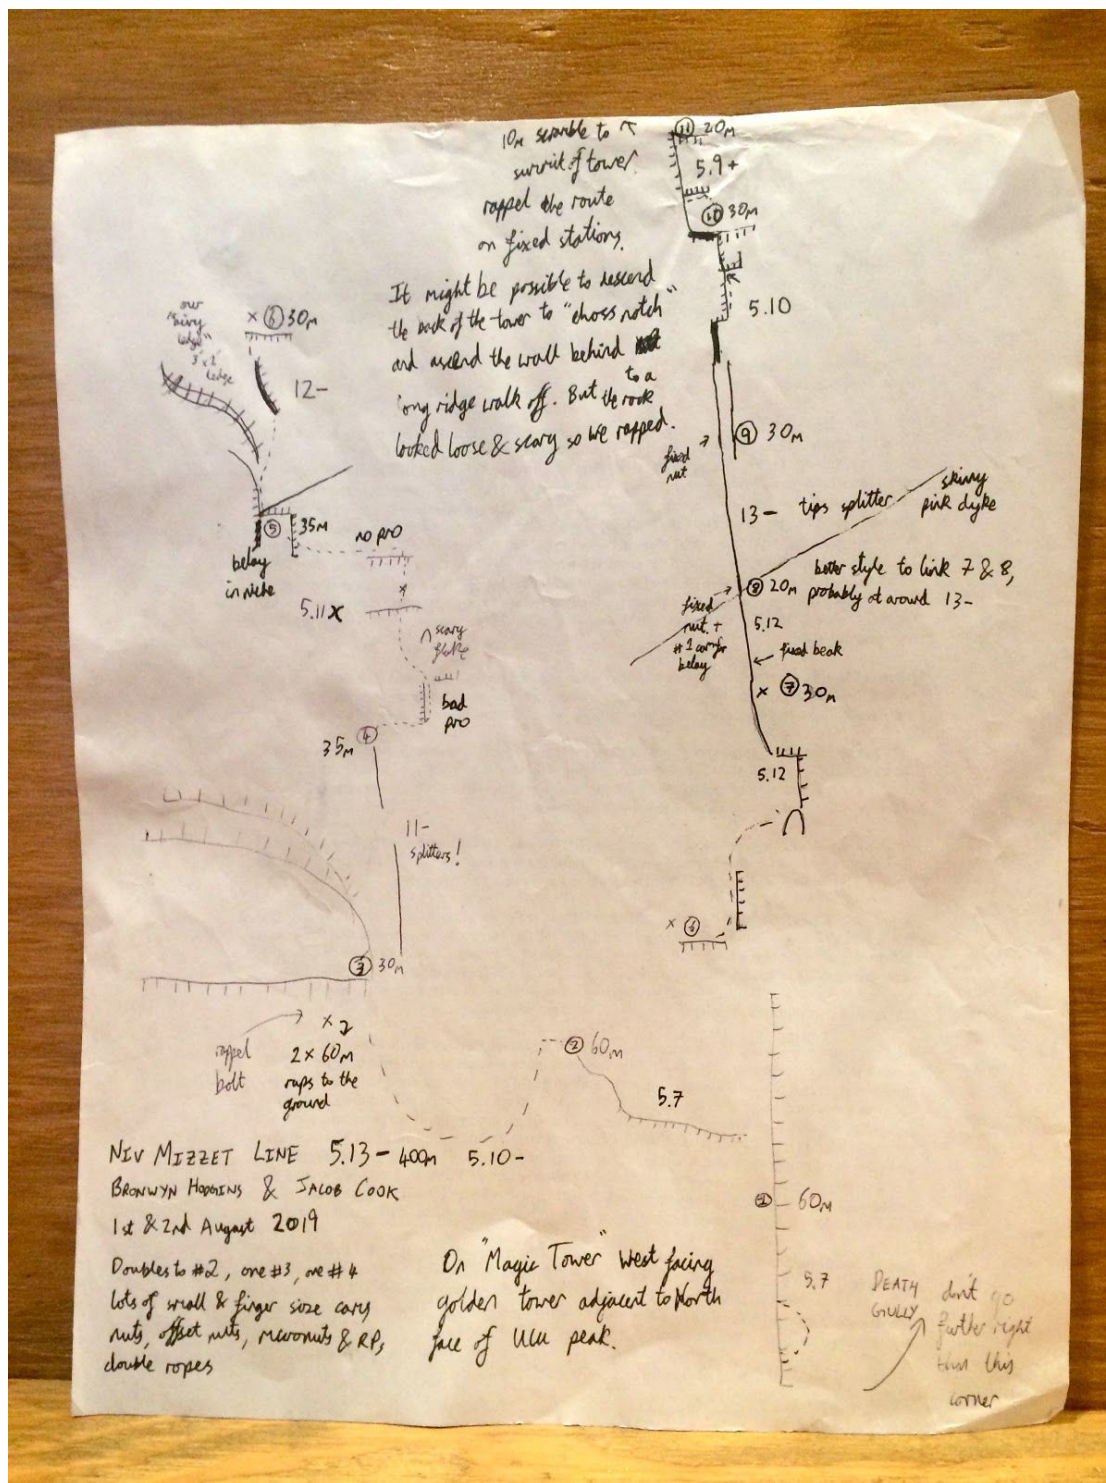 10m scramble to
summit of tower.
rappel the route
on fixed stations.
It might be possible to descend
the back of the tower to "choss notch"
and ascend the wall behind
to a
long ridge walk off. But the rock
looked loose & scary so we rapped.
11 20m
5.9+
10 30m
5.10
9 30m
fixed
nut
13- tips splitter
skinny
pink dyke
better style to link 7 & 8,
probably at around 13-
8 20m
fixed
nut +
#1 cam for
belay
5.12
fixed beak
x 7 30m
5.12
x 6
our
"bivy
ledge"
3' x 2'
ledge
x 6 30m
12-
5 35m
no pro
belay
in niche
x
5.11x
scary
flake
bad
pro
4
35m
11-
splitters!
3 30m
x 2
rappel
bolt
2 x 60m
raps to the
ground
2 60m
5.7
5.10-
1 60m
5.7
DEATH
GULLY
don't go
further right
than this
corner
NIV MIZZET LINE 5.13- 400m
BRONWYN HODGINS & JACOB COOK
1st & 2nd August 2019
Doubles to #2, one #3, one #4
lots of small & finger size cams
nuts, offset nuts, micronuts & RP,
double ropes
On "Magic Tower" West facing
golden tower adjacent to North
face of Ulu peak.